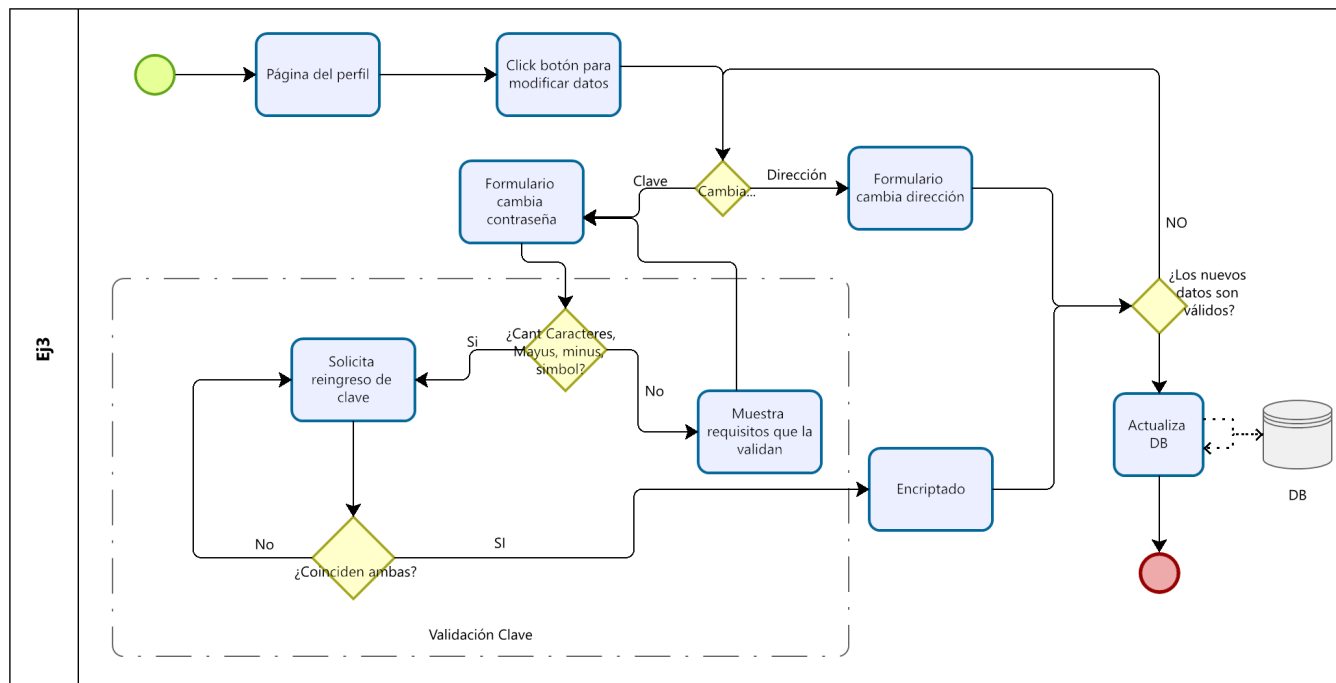 Ej3
Página del perfil
Click botón para
modificar datos
Cambia...
Clave
Dirección
Formulario
cambia
contraseña
Formulario
cambia dirección
NO
¿Los nuevos
datos son
válidos?
¿Cant Caracteres,
Mayus, minus,
simbol?
Si
No
Solicita
reingreso de
clave
Muestra
requisitos que la
validan
Actualiza
DB
DB
Encriptado
¿Coinciden ambas?
No
SI
Validación Clave